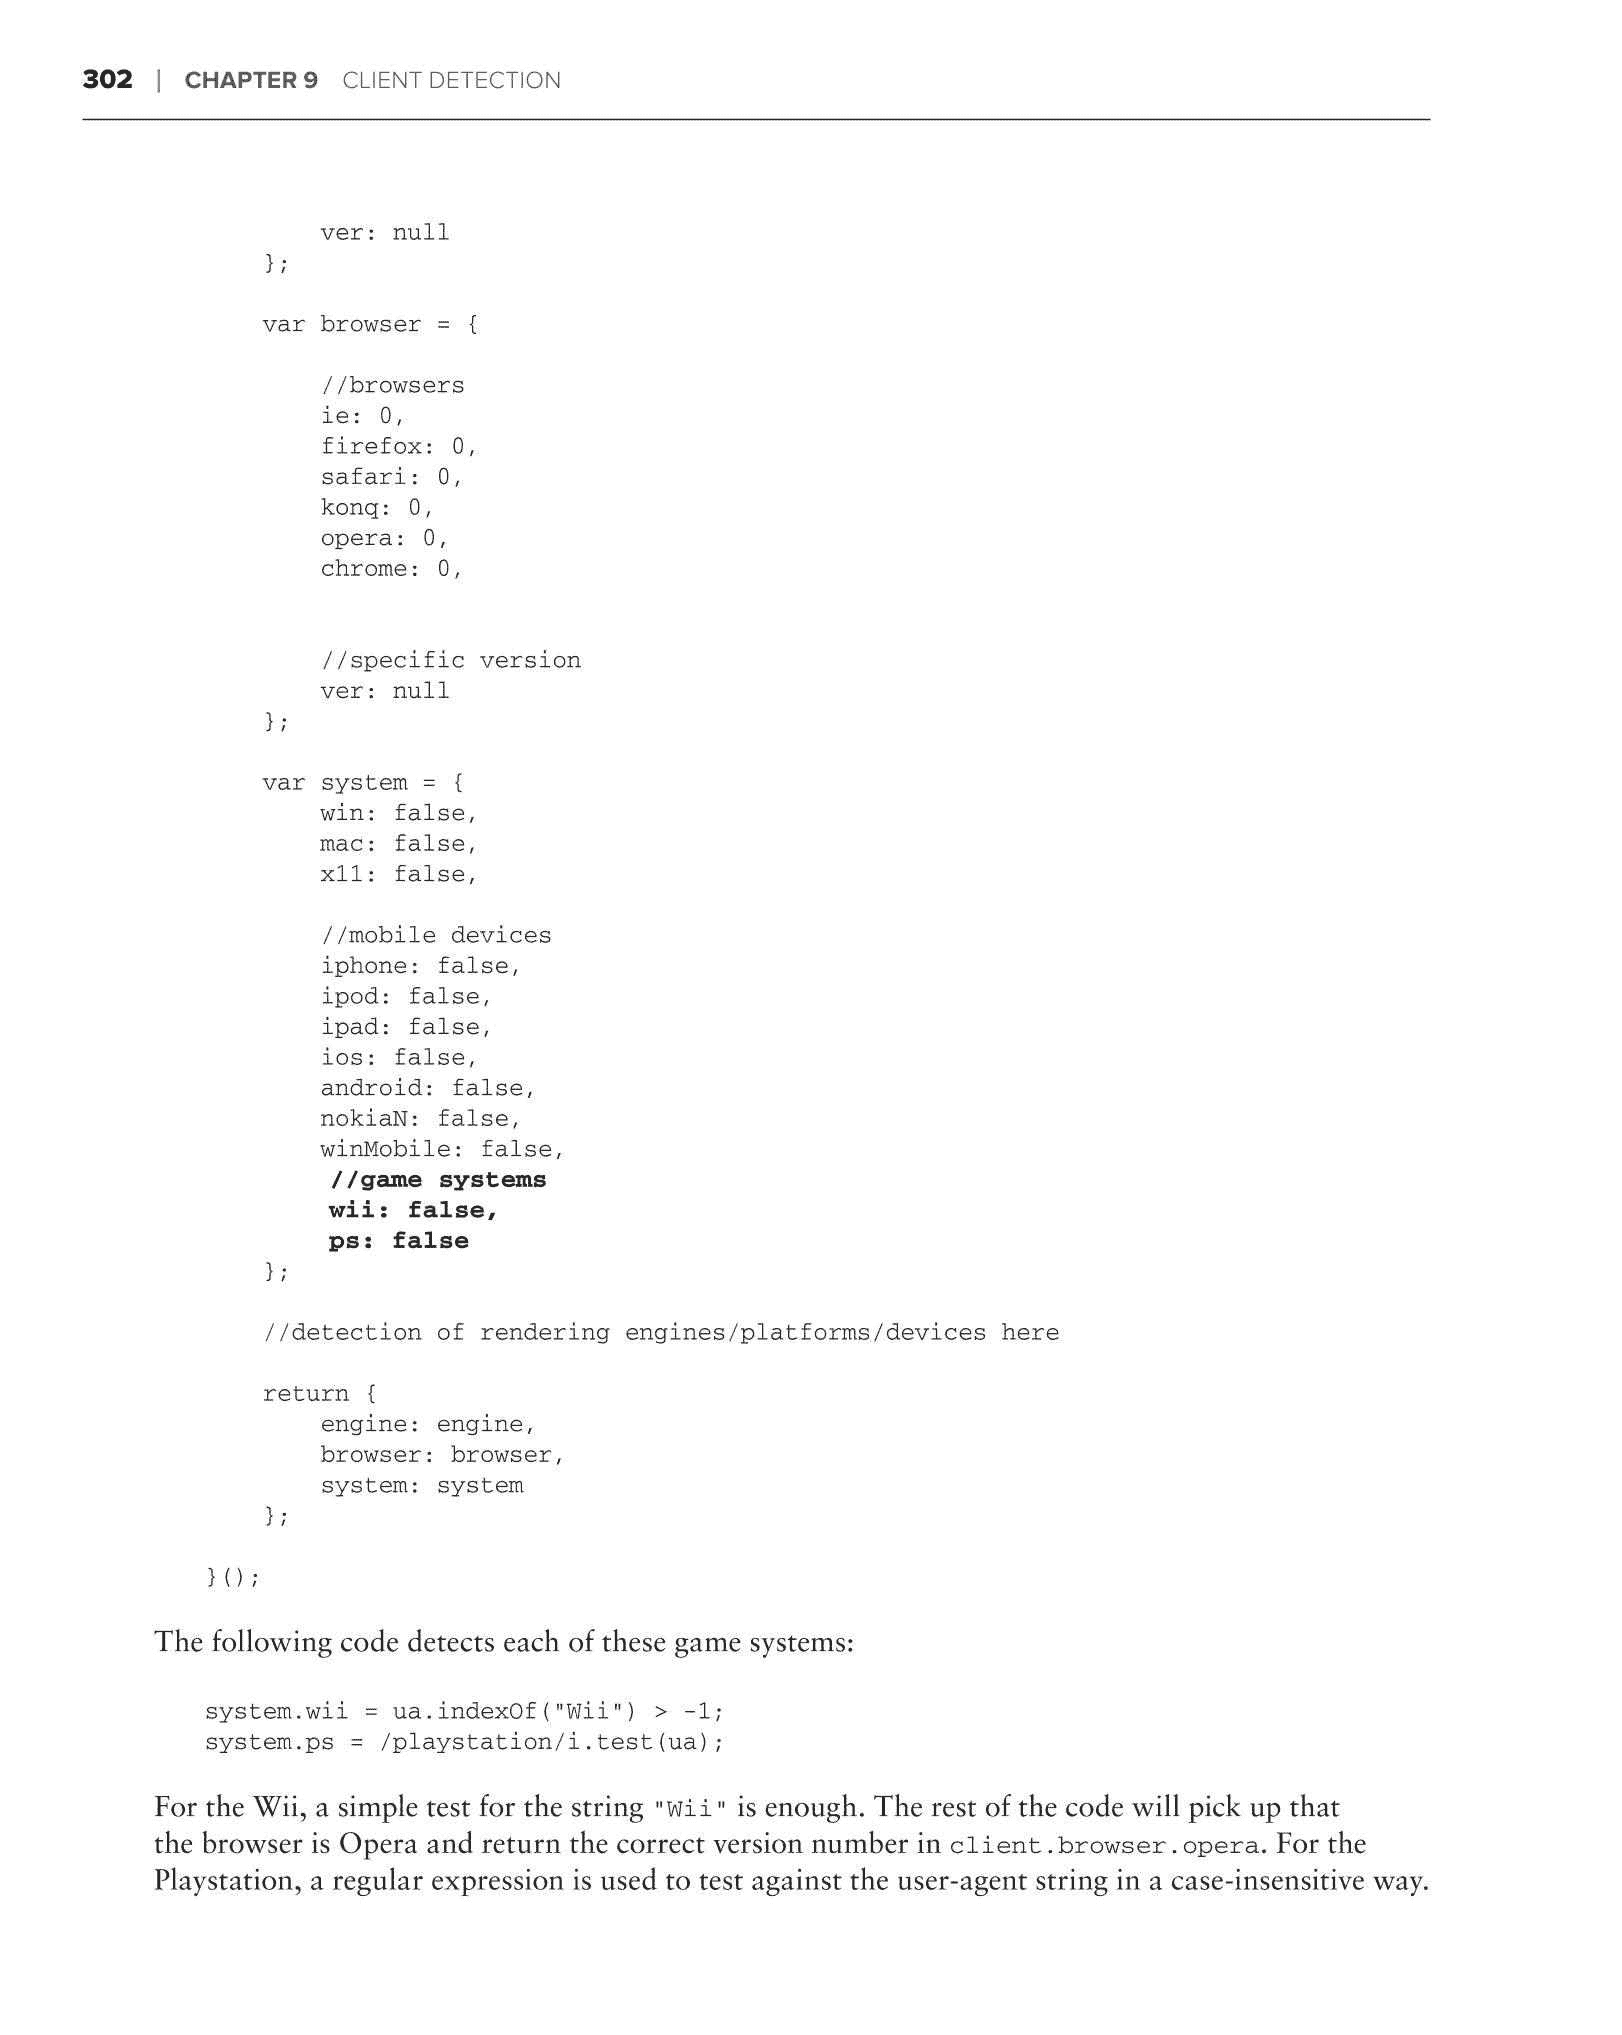 302 | CHAPTER 9 CLIENT DETECTION
        ver: null
    };
    var browser = {
        //browsers
        ie: 0,
        firefox: 0,
        safari: 0,
        konq: 0,
        opera: 0,
        chrome: 0,
        //specific version
        ver: null
    };
    var system = {
        win: false,
        mac: false,
        x11: false,
        //mobile devices
        iphone: false,
        ipod: false,
        ipad: false,
        ios: false,
        android: false,
        nokiaN: false,
        winMobile: false,
        //game systems
        wii: false,
        ps: false
    };
    //detection of rendering engines/platforms/devices here
    return {
        engine: engine,
        browser: browser,
        system: system
    };
}();
The following code detects each of these game systems:
system.wii = ua.indexOf("Wii") > -1;
system.ps = /playstation/i.test(ua);
For the Wii, a simple test for the string "Wii" is enough. The rest of the code will pick up that
the browser is Opera and return the correct version number in client.browser.opera. For the
Playstation, a regular expression is used to test against the user-agent string in a case-insensitive way.